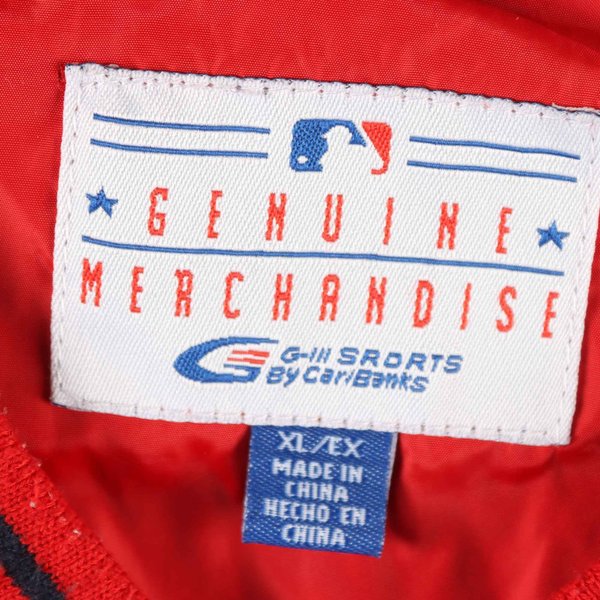 GENUINE
MERCHANDISE
G-III SRORTS
By CarlBanks
XL/EX
MADE IN
CHINA
HECHO EN
CHINA